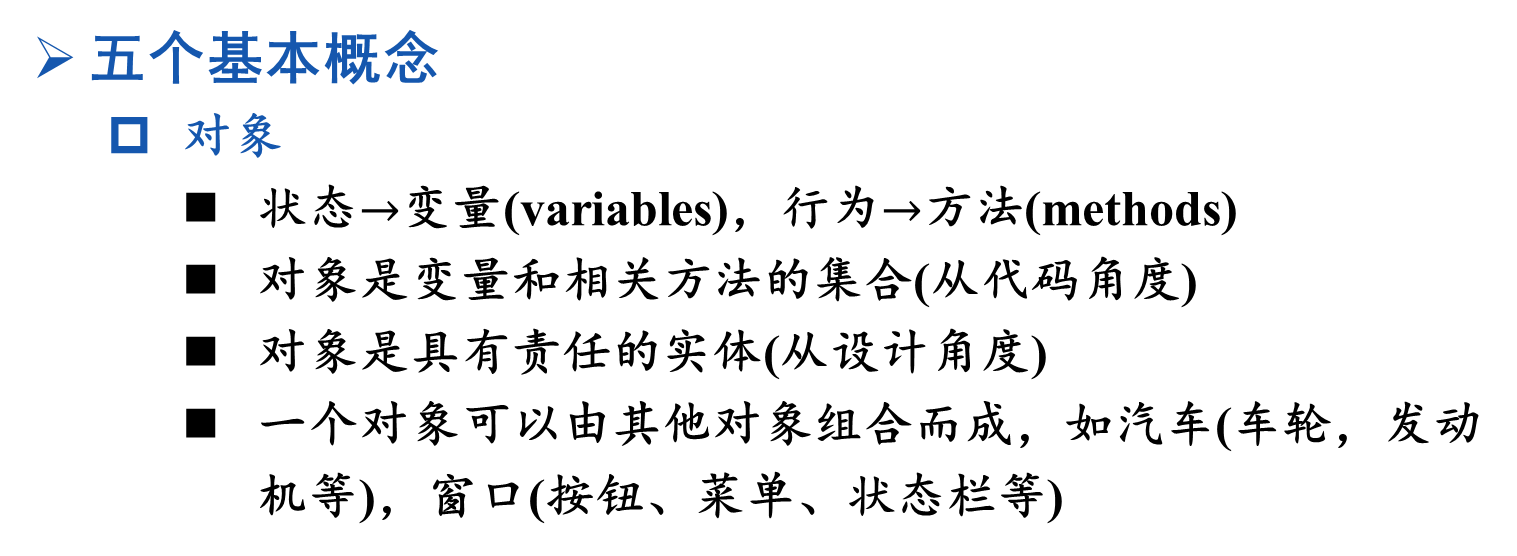 五个基本概念
对象
状态→变量(variables)，行为→方法(methods)
对象是变量和相关方法的集合(从代码角度)
对象是具有责任的实体(从设计角度)
一个对象可以由其他对象组合而成，如汽车(车轮，发动
机等)，窗口(按钮、菜单、状态栏等)